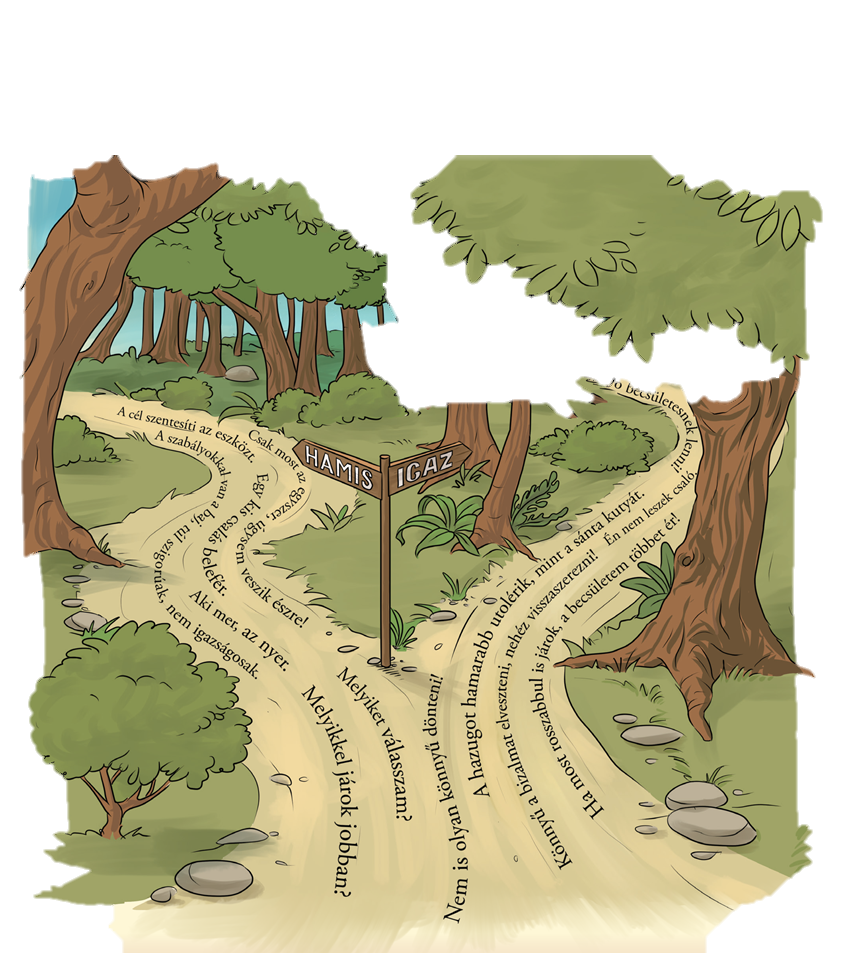 A cél szentesíti az eszközt.
A szabályokkal van a baj, túl szigorúak, nem igazságosak.
Csak most az egyszer, úgysem veszik észre!
Egy kis csalás belefér.
Aki mer, az nyer.
HAMIS
IGAZ
becsületesnek lenni!
Én nem leszek csaló.
A hazugot hamarabb utolérik, mint a sánta kutyát.
Könnyű a bizalmat elveszteni, nehéz visszaszerezni!
Ha most rosszabbul is járok, a becsületem többet ér!
Melyiket válasszam?
Melyikkel járok jobban?
Nem is olyan könnyű dönteni!